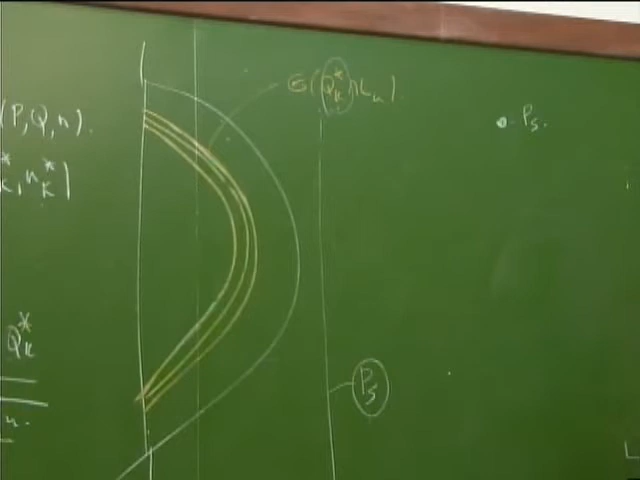 (P,Q,n).
*K, n*K)
Q*K
n.
G(Q*K, Ln).
Ps
• Ps.